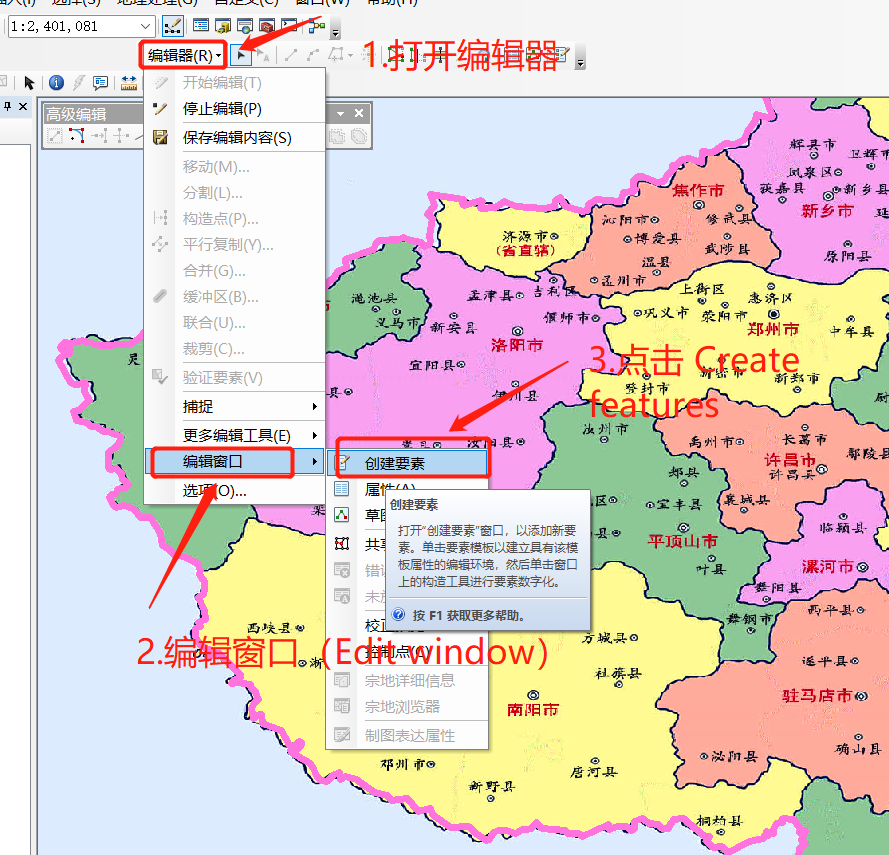 插入(I) 选择(S) 地理处理(G) 自定义(C) 窗口(W) 帮助(H)
1:2,401,081
编辑器(R)
1.打开编辑器
开始编辑(T)
高级编辑
停止编辑(P)
保存编辑内容(S)
移动(M)...
分割(L)...
构造点(P)...
平行复制(Y)...
合并(G)...
缓冲区(B)...
联合(U)...
裁剪(C)...
验证要素(V)
捕捉
更多编辑工具(E)
编辑窗口
选项(O)...
3.点击 Create
features
创建要素
属性(A)
创建要素
打开“创建要素”窗口，以添加新要
素。单击要素模板以建立具有该模
板属性的编辑环境，然后单击窗口
上的构造工具进行要素数字化。
按 F1 获取更多帮助。
2.编辑窗口（Edit window）
控制点(C)
宗地详细信息
宗地浏览器
制图表达属性
辉县市
卫辉市
凤泉区
焦作市
获嘉县
新乡县
新乡市
沁阳市
修武县
博爱县
武陟县
温县
原阳县
孟州市
济源市
(省直辖)
渑池县
义马市
孟津县
吉利区
新安县
偃师市
洛阳市
宜阳县
伊川县
汝阳县
上街区
惠济区
巩义市
荥阳市
郑州市
中牟县
新密市
新郑市
登封市
灵
汝州市
禹州市
长葛市
许昌市
许昌县
鄢陵县
郏县
宝丰县
襄城县
平顶山市
叶县
临颍县
漯河市
舞阳县
舞钢市
西平县
遂平县
驻马店市
确山县
泌阳县
西峡县
方城县
社旗县
南阳市
邓州市
新野县
唐河县
桐柏县